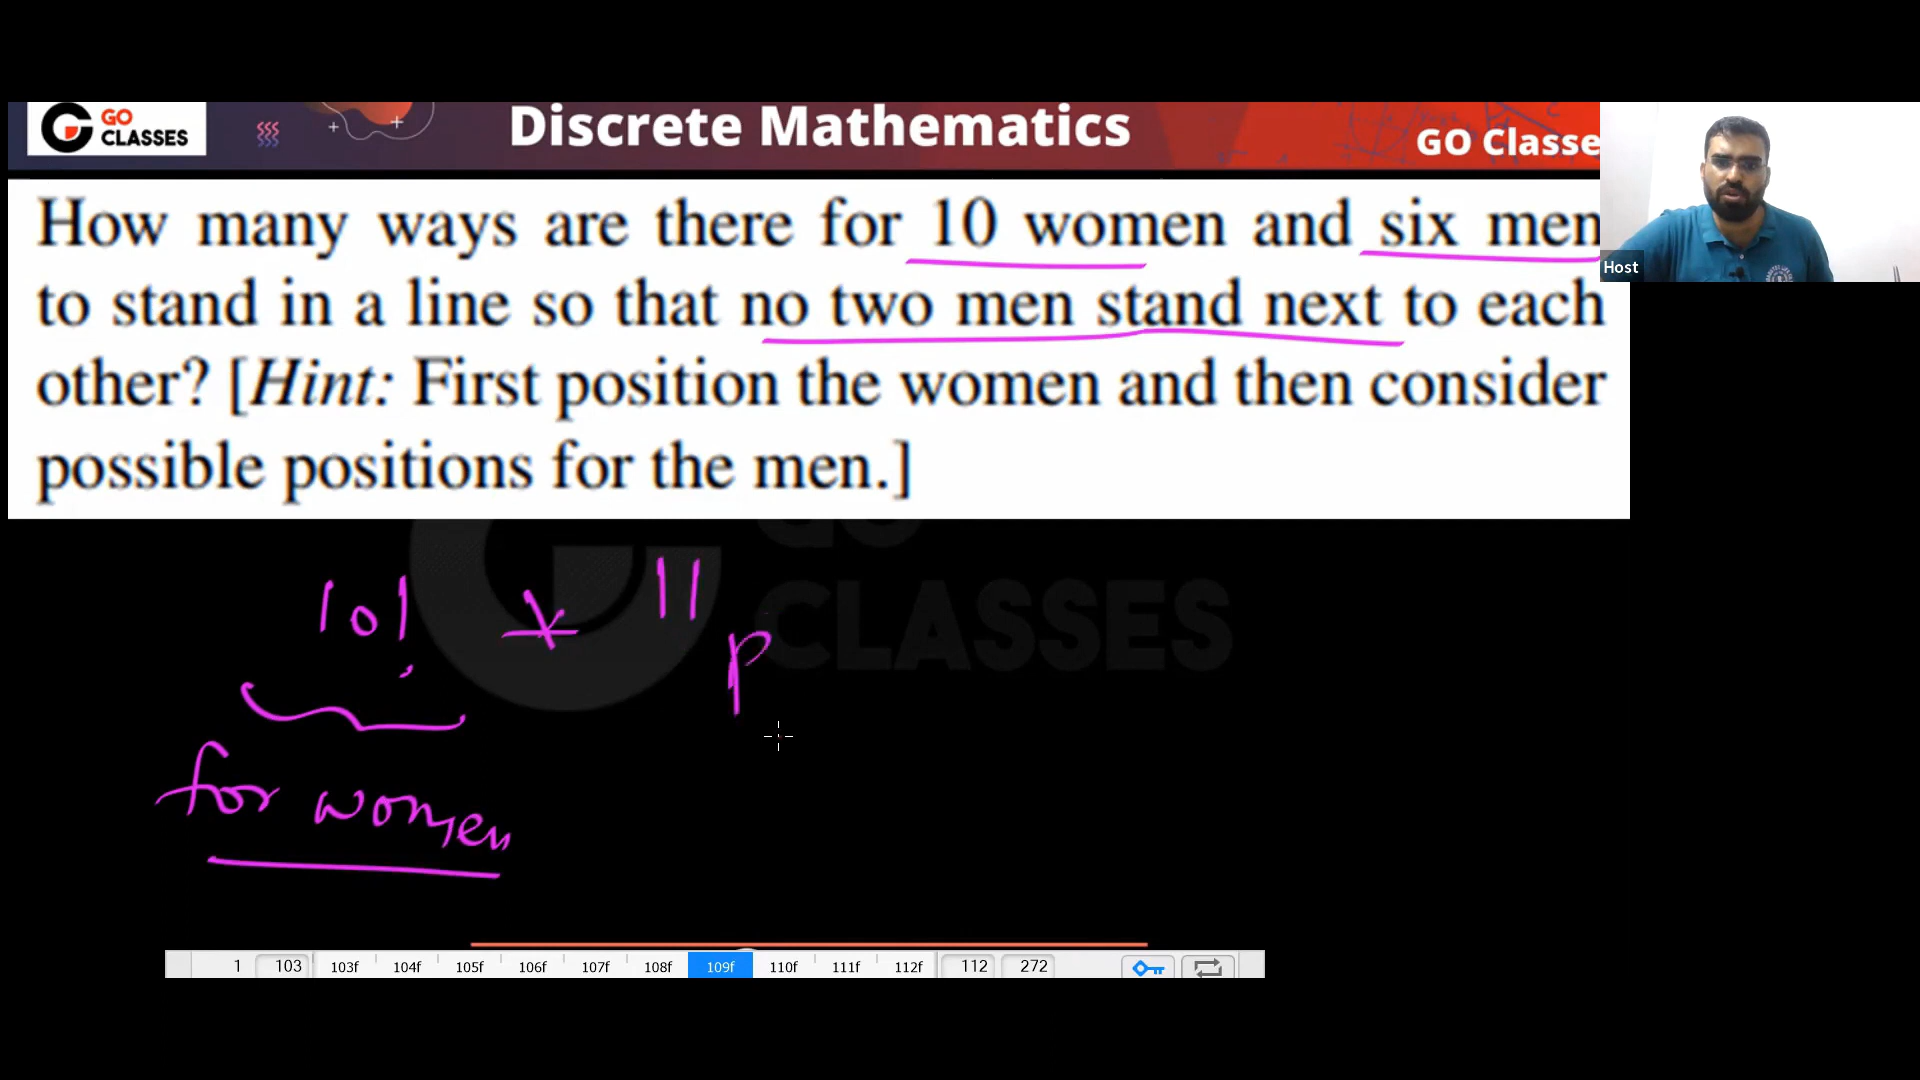 GO CLASSES
Discrete Mathematics
GO Classe
How many ways are there for 10 women and six men
to stand in a line so that no two men stand next to each
other? [Hint: First position the women and then consider
possible positions for the men.]
Host
GO
CLASSES
10! * 11 P
for women
1 103 103f 104f 105f 106f 107f 108f 109f 110f 111f 112f 112 272